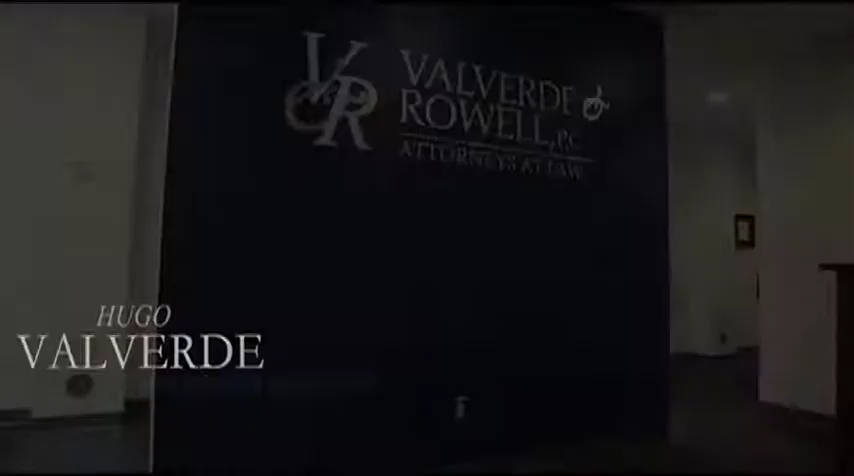 VR
VALVERDE &
ROWELL, P.C.
ATTORNEYS AT LAW
HUGO
VALVERDE